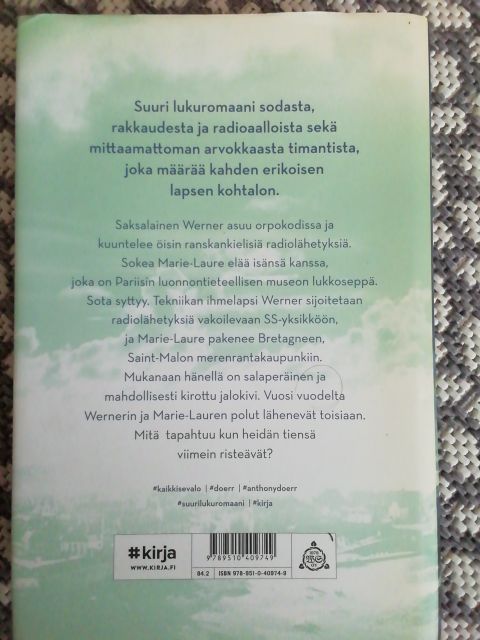 Suuri lukuromaani sodasta,
rakkaudesta ja radioaalloista sekä
mittaamattoman arvokkaasta timantista,
joka määrää kahden erikoisen
lapsen kohtalon.
Saksalainen Werner asuu orpokodissa ja
kuuntelee öisin ranskankielisiä radiolähetyksiä.
Sokea Marie-Laure elää isänsä kanssa,
joka on Pariisin luonnontieteellisen museon lukkoseppä.
Sota syttyy. Tekniikan ihmelapsi Werner sijoitetaan
radiolähetyksiä vakoilevaan SS-yksikköön,
ja Marie-Laure pakenee Bretagneen,
Saint-Malon merenrantakaupunkiin.
Mukanaan hänellä on salaperäinen ja
mahdollisesti kirottu jalokivi. Vuosi vuodelta
Wernerin ja Marie-Lauren polut lähenevät toisiaan.
Mitä tapahtuu kun heidän tiensä
viimein risteävät?
#kaikkisevalo | #doerr | #anthonydoerr
#suurilukuromaani | #kirja
#kirja
WWW.KIRJA.FI
9789510409749
84.2 ISBN 978-951-0-40974-9
1878
WS
OY